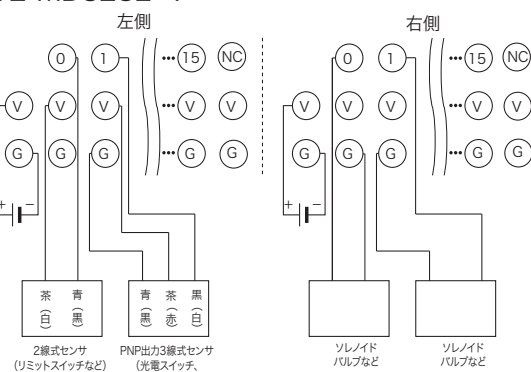 左側
右側
0 1 ・・・15 NC
0 1 ・・・15 NC
V V V ・・・V V
V V V ・・・V V
G G G ・・・G G
G G G ・・・G G
+ −
+ −
茶(白) 青(黒)
青(黒) 茶(赤) 黒(白)
2線式センサ
(リミットスイッチなど)
PNP出力3線式センサ
(光電スイッチ、
ソレノイド
バルブなど
ソレノイド
バルブなど